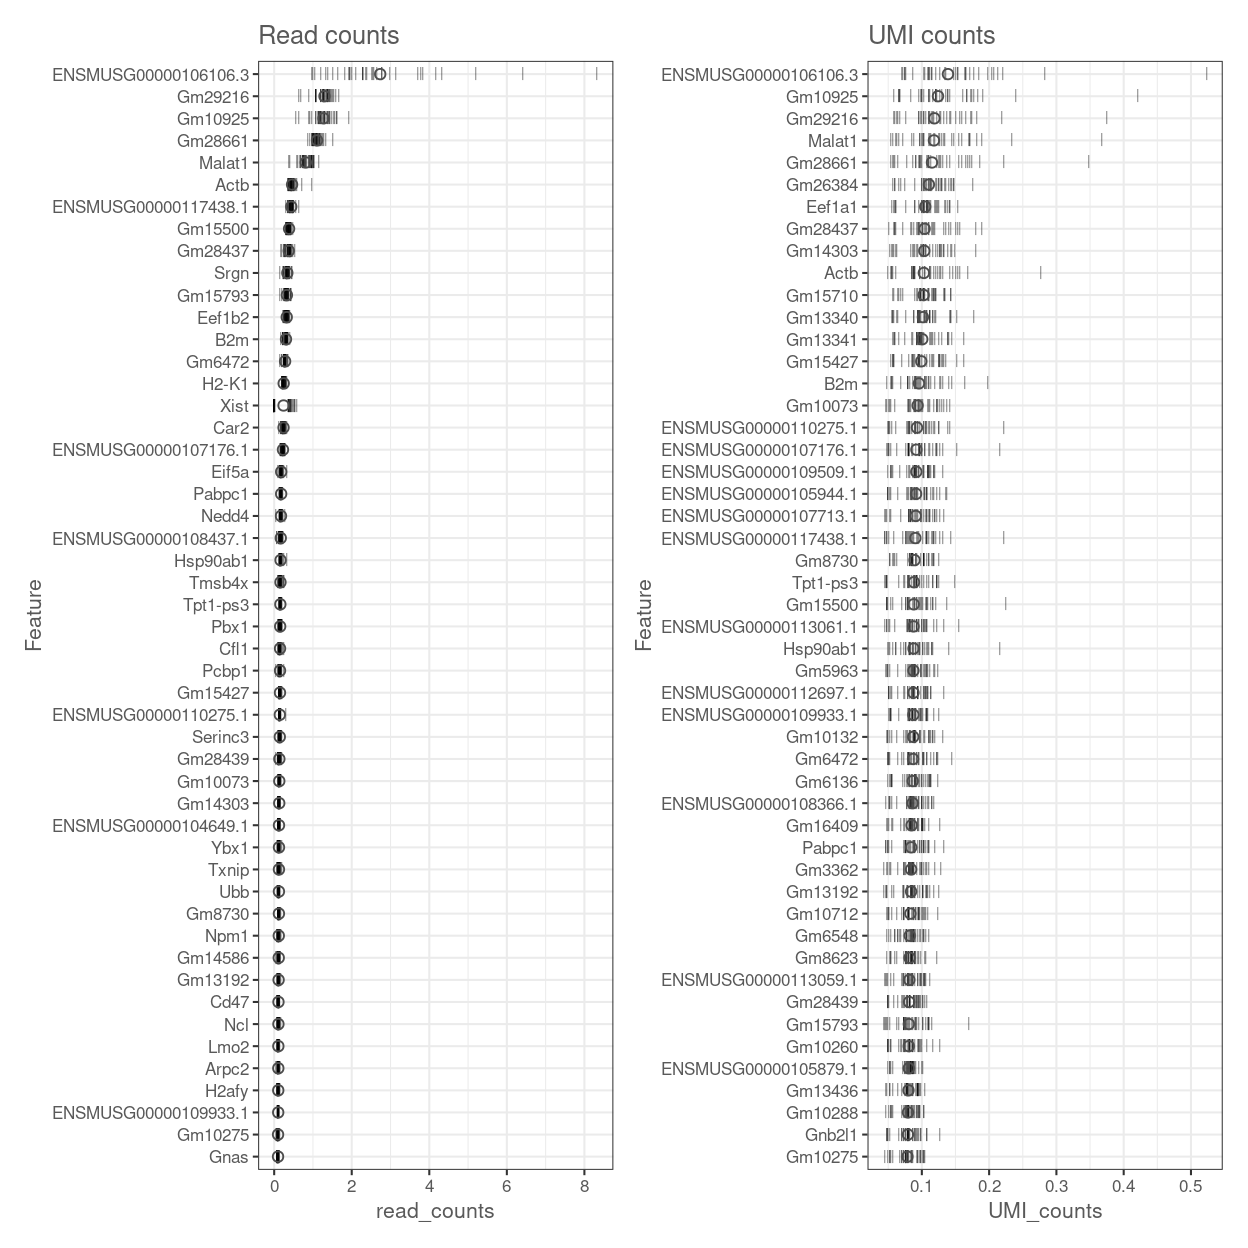 Read counts
Feature
ENSMUSG00000106106.3
Gm29216
Gm10925
Gm28661
Malat1
Actb
ENSMUSG00000117438.1
Gm15500
Gm28437
Srgn
Gm15793
Eef1b2
B2m
Gm6472
H2-K1
Xist
Car2
ENSMUSG00000107176.1
Eif5a
Pabpc1
Nedd4
ENSMUSG00000108437.1
Hsp90ab1
Tmsb4x
Tpt1-ps3
Pbx1
Cfl1
Pcbp1
Gm15427
ENSMUSG00000110275.1
Serinc3
Gm28439
Gm10073
Gm14303
ENSMUSG00000104649.1
Ybx1
Txnip
Ubb
Gm8730
Npm1
Gm14586
Gm13192
Cd47
Ncl
Lmo2
Arpc2
H2afy
ENSMUSG00000109933.1
Gm10275
Gnas
0 2 4 6 8
read_counts
UMI counts
Feature
ENSMUSG00000106106.3
Gm10925
Gm29216
Malat1
Gm28661
Gm26384
Eef1a1
Gm28437
Gm14303
Actb
Gm15710
Gm13340
Gm13341
Gm15427
B2m
Gm10073
ENSMUSG00000110275.1
ENSMUSG00000107176.1
ENSMUSG00000109509.1
ENSMUSG00000105944.1
ENSMUSG00000107713.1
ENSMUSG00000117438.1
Gm8730
Tpt1-ps3
Gm15500
ENSMUSG00000113061.1
Hsp90ab1
Gm5963
ENSMUSG00000112697.1
ENSMUSG00000109933.1
Gm10132
Gm6472
Gm6136
ENSMUSG00000108366.1
Gm16409
Pabpc1
Gm3362
Gm13192
Gm10712
Gm6548
Gm8623
ENSMUSG00000113059.1
Gm28439
Gm15793
Gm10260
ENSMUSG00000105879.1
Gm13436
Gm10288
Gnb2l1
Gm10275
0.1 0.2 0.3 0.4 0.5
UMI_counts